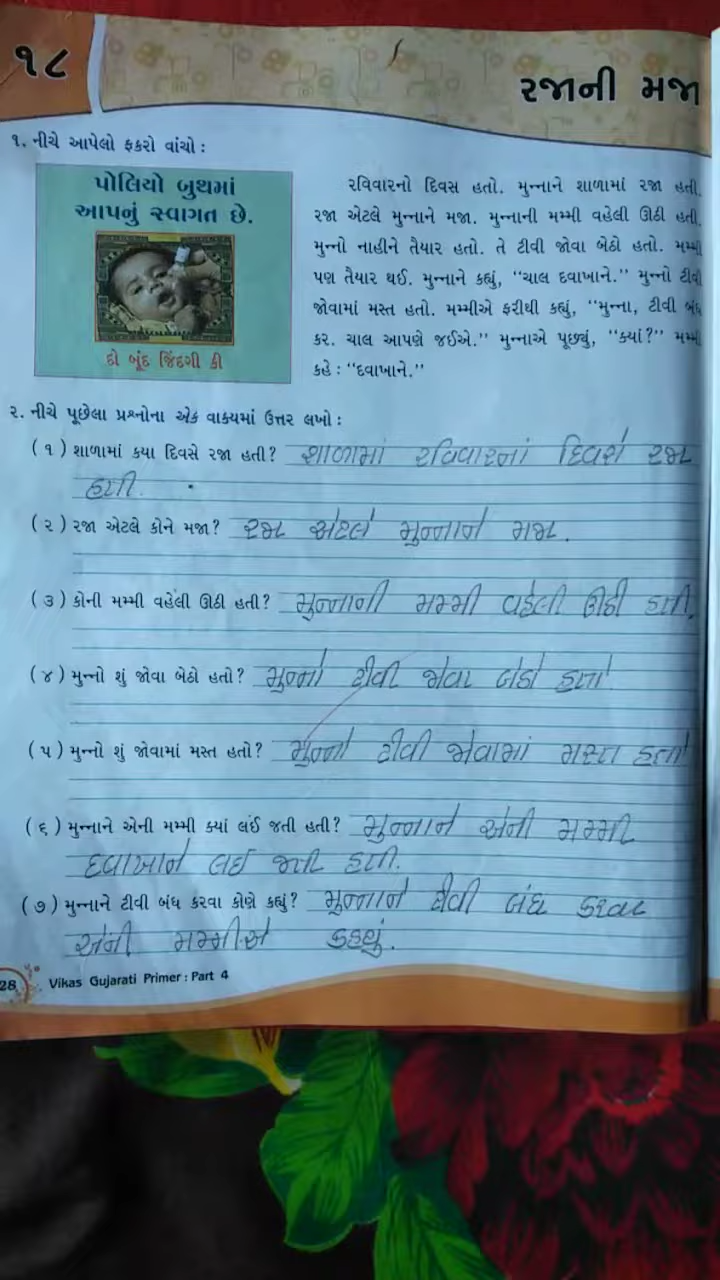 ૧૮
રજાની મજા
૧. નીચે આપેલો ફકરો વાંચો :
પોલિયો બુથમાં
આપનું સ્વાગત છે.
દો બૂંદ જિંદગી કી
રવિવારનો દિવસ હતો. મુન્નાને શાળામાં રજા હતી.
રજા એટલે મુન્નાને મજા. મુન્નાની મમ્મી વહેલી ઊઠી હતી.
મુન્નો નાહીને તૈયાર હતો. તે ટીવી જોવા બેઠો હતો. મમ્મી
પણ તૈયાર થઈ. મુન્નાને કહ્યું, “ચાલ દવાખાને.” મુન્નો ટીવી
જોવામાં મસ્ત હતો. મમ્મીએ ફરીથી કહ્યું, “મુન્ના, ટીવી બંધ
કર. ચાલ આપણે જઈએ.” મુન્નાએ પૂછ્યું, “ક્યાં?” મમ્મી
કહે : “દવાખાને.”
૨. નીચે પૂછેલા પ્રશ્નોના એક વાક્યમાં ઉત્તર લખો :
(૧) શાળામાં કયા દિવસે રજા હતી? શાળામાં રવિવારનાં દિવસે રજા
હતી.
(૨) રજા એટલે કોને મજા? રજા એટલે મુન્નાને મજા.
(૩) કોની મમ્મી વહેલી ઊઠી હતી? મુન્નાની મમ્મી વહેલી ઊઠી હતી.
(૪) મુન્નો શું જોવા બેઠો હતો? મુન્નો ટીવી જોવા બેઠો હતો
(૫) મુન્નો શું જોવામાં મસ્ત હતો? મુન્નો ટીવી જોવામાં મસ્ત હતો
(૬) મુન્નાને એની મમ્મી ક્યાં લઈ જતી હતી? મુન્નાને એની મમ્મી
દવાખાને લઈ જતી હતી.
(૭) મુન્નાને ટીવી બંધ કરવા કોણે કહ્યું? મુન્નાને ટીવી બંધ કરવા
એની મમ્મીએ કહ્યું.
28 Vikas Gujarati Primer : Part 4